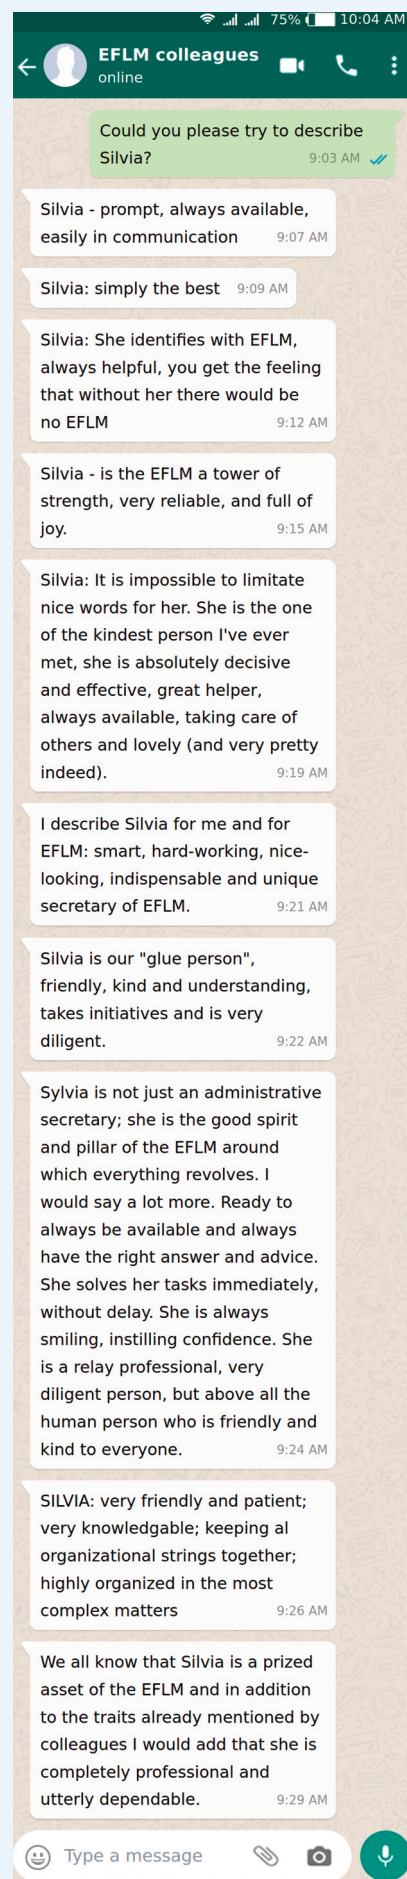 75% 10:04 AM
EFLM colleagues
online
Could you please try to describe
Silvia? 9:03 AM
Silvia - prompt, always available,
easily in communication 9:07 AM
Silvia: simply the best 9:09 AM
Silvia: She identifies with EFLM,
always helpful, you get the feeling
that without her there would be
no EFLM 9:12 AM
Silvia - is the EFLM a tower of
strength, very reliable, and full of
joy. 9:15 AM
Silvia: It is impossible to limitate
nice words for her. She is the one
of the kindest person I've ever
met, she is absolutely decisive
and effective, great helper,
always available, taking care of
others and lovely (and very pretty
indeed). 9:19 AM
I describe Silvia for me and for
EFLM: smart, hard-working, nice-
looking, indispensable and unique
secretary of EFLM. 9:21 AM
Silvia is our "glue person",
friendly, kind and understanding,
takes initiatives and is very
diligent. 9:22 AM
Sylvia is not just an administrative
secretary; she is the good spirit
and pillar of the EFLM around
which everything revolves. I
would say a lot more. Ready to
always be available and always
have the right answer and advice.
She solves her tasks immediately,
without delay. She is always
smiling, instilling confidence. She
is a relay professional, very
diligent person, but above all the
human person who is friendly and
kind to everyone. 9:24 AM
SILVIA: very friendly and patient;
very knowledgable; keeping al
organizational strings together;
highly organized in the most
complex matters 9:26 AM
We all know that Silvia is a prized
asset of the EFLM and in addition
to the traits already mentioned by
colleagues I would add that she is
completely professional and
utterly dependable. 9:29 AM
Type a message